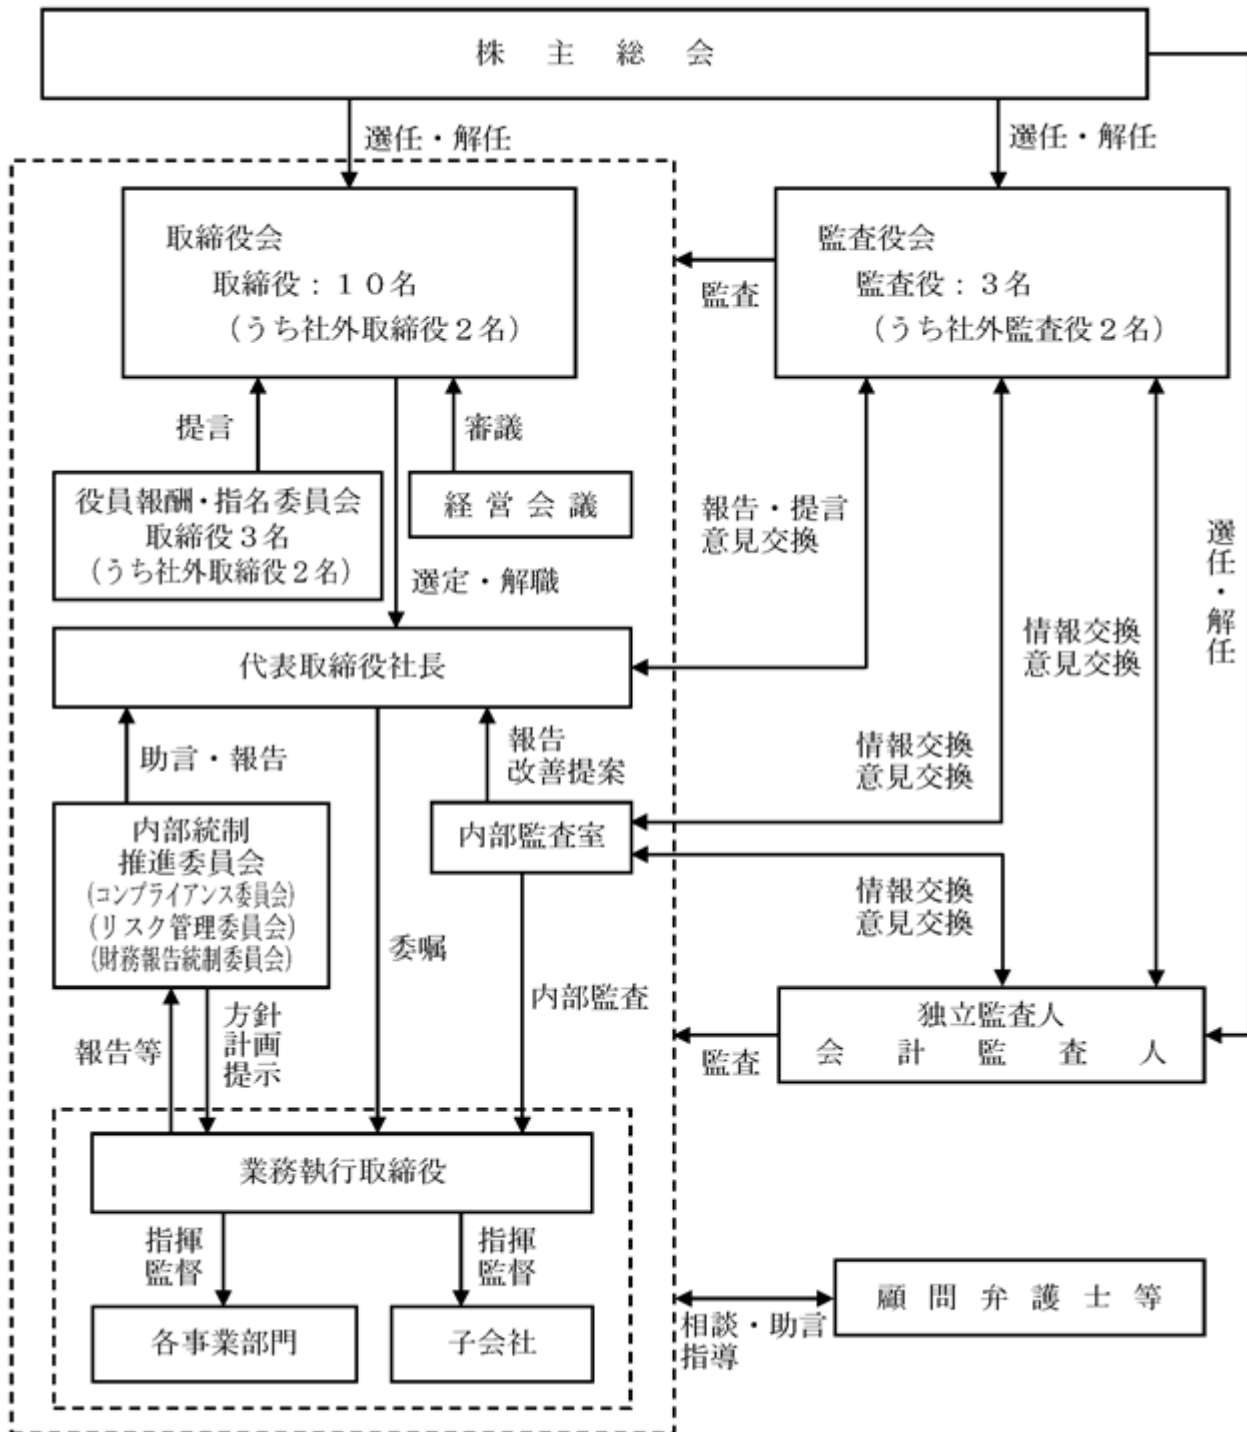 株主総会
選任・解任
選任・解任
取締役会
取締役：１０名
（うち社外取締役２名）
監査
監査役会
監査役：３名
（うち社外監査役２名）
提言
審議
役員報酬・指名委員会
取締役３名
（うち社外取締役２名）
経営会議
選定・解職
報告・提言
意見交換
選任・解任
情報交換
意見交換
代表取締役社長
助言・報告
報告
改善提案
情報交換
意見交換
内部統制
推進委員会
(コンプライアンス委員会)
(リスク管理委員会)
(財務報告統制委員会)
内部監査室
情報交換
意見交換
委嘱
内部監査
報告等
方針
計画
提示
監査
独立監査人
会計監査人
業務執行取締役
指揮
監督
指揮
監督
各事業部門
子会社
相談・助言
指導
顧問弁護士等